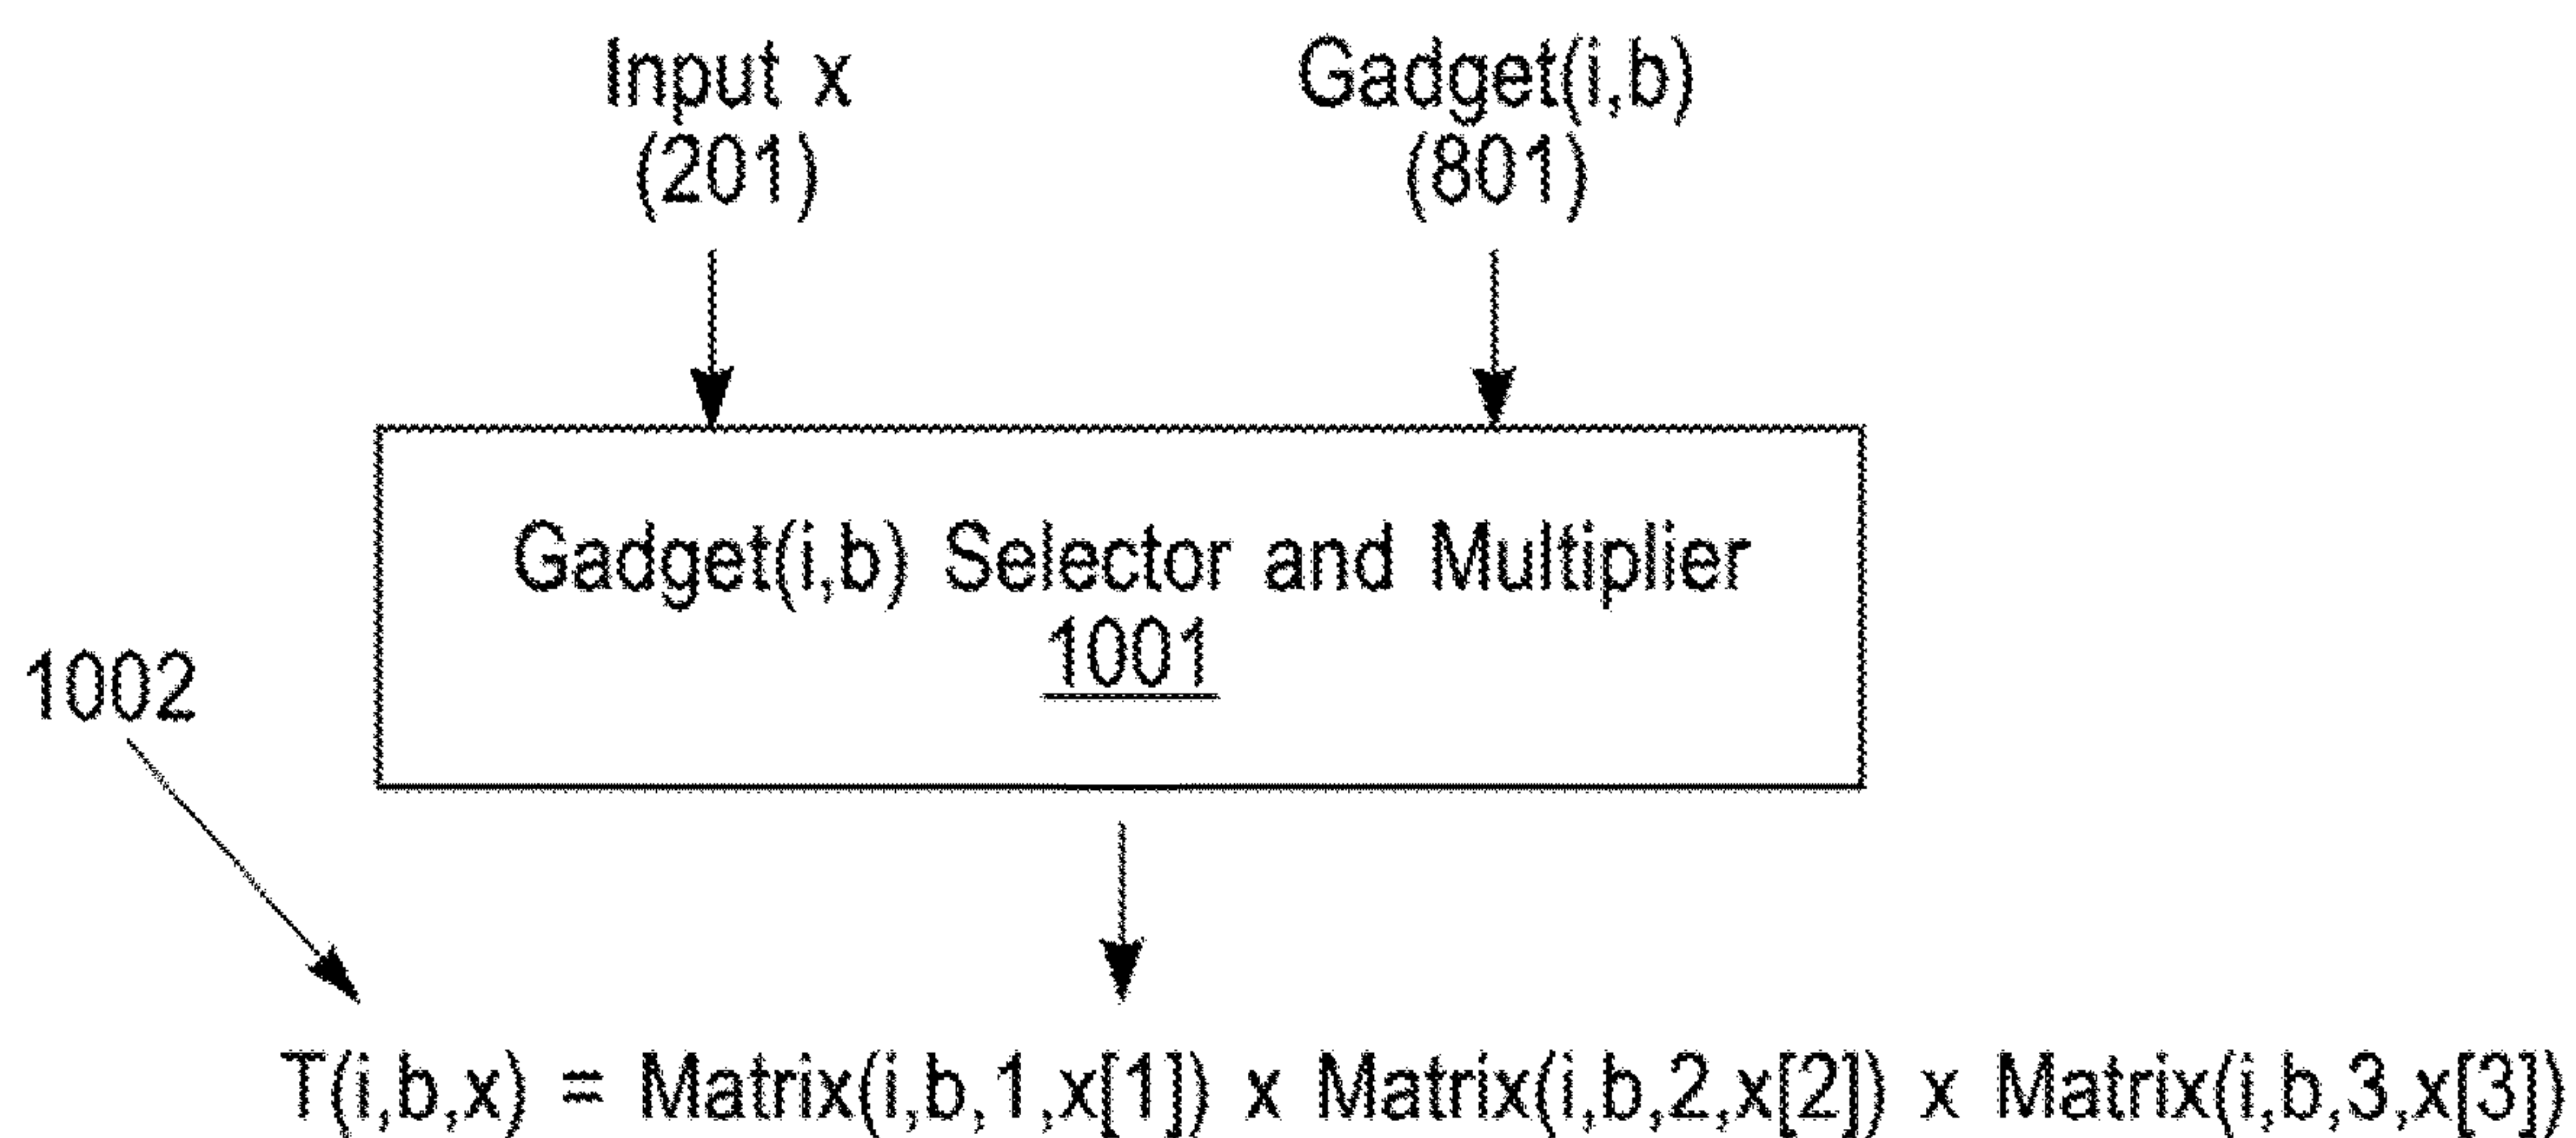 Input x
(201)
Gadget(i,b)
(801)
Gadget(i,b) Selector and Multiplier
1001
1002
T(i,b,x) = Matrix(i,b,1,x[1]) x Matrix(i,b,2,x[2]) x Matrix(i,b,3,x[3])